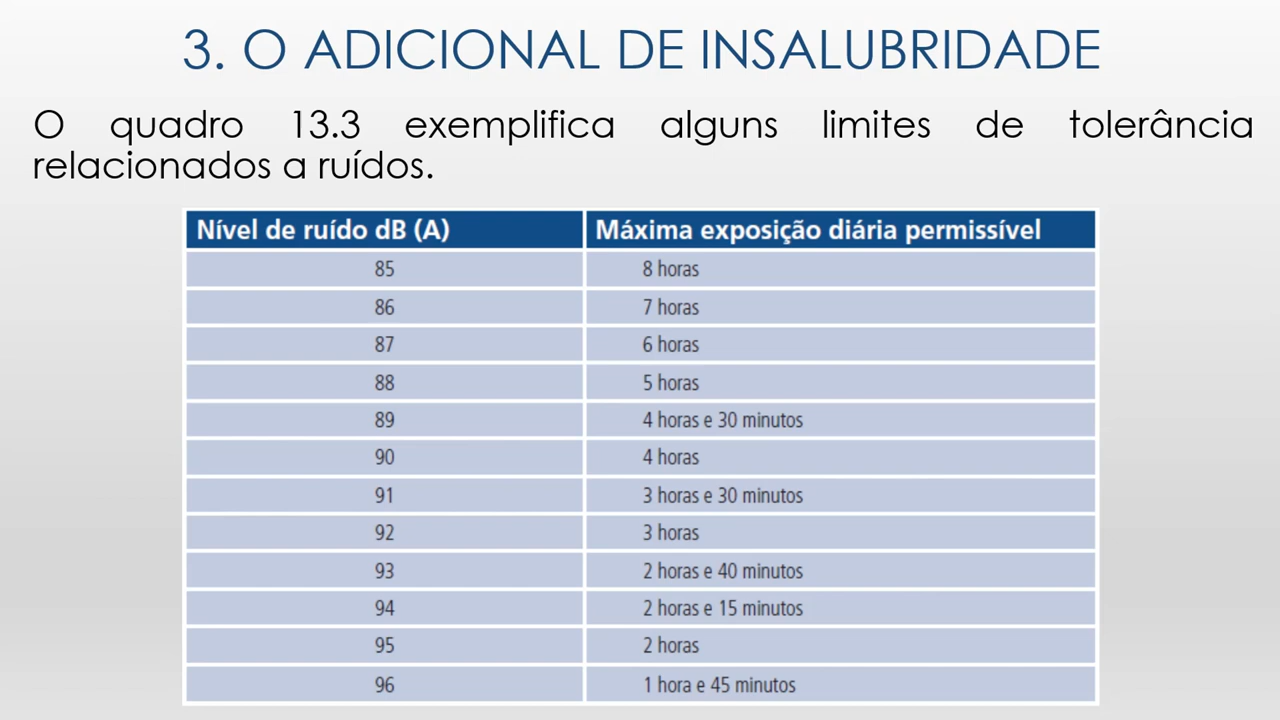 3. O ADICIONAL DE INSALUBRIDADE
O quadro 13.3 exemplifica alguns limites de tolerância
relacionados a ruídos.
Nível de ruído dB (A) Máxima exposição diária permissível
85 8 horas
86 7 horas
87 6 horas
88 5 horas
89 4 horas e 30 minutos
90 4 horas
91 3 horas e 30 minutos
92 3 horas
93 2 horas e 40 minutos
94 2 horas e 15 minutos
95 2 horas
96 1 hora e 45 minutos